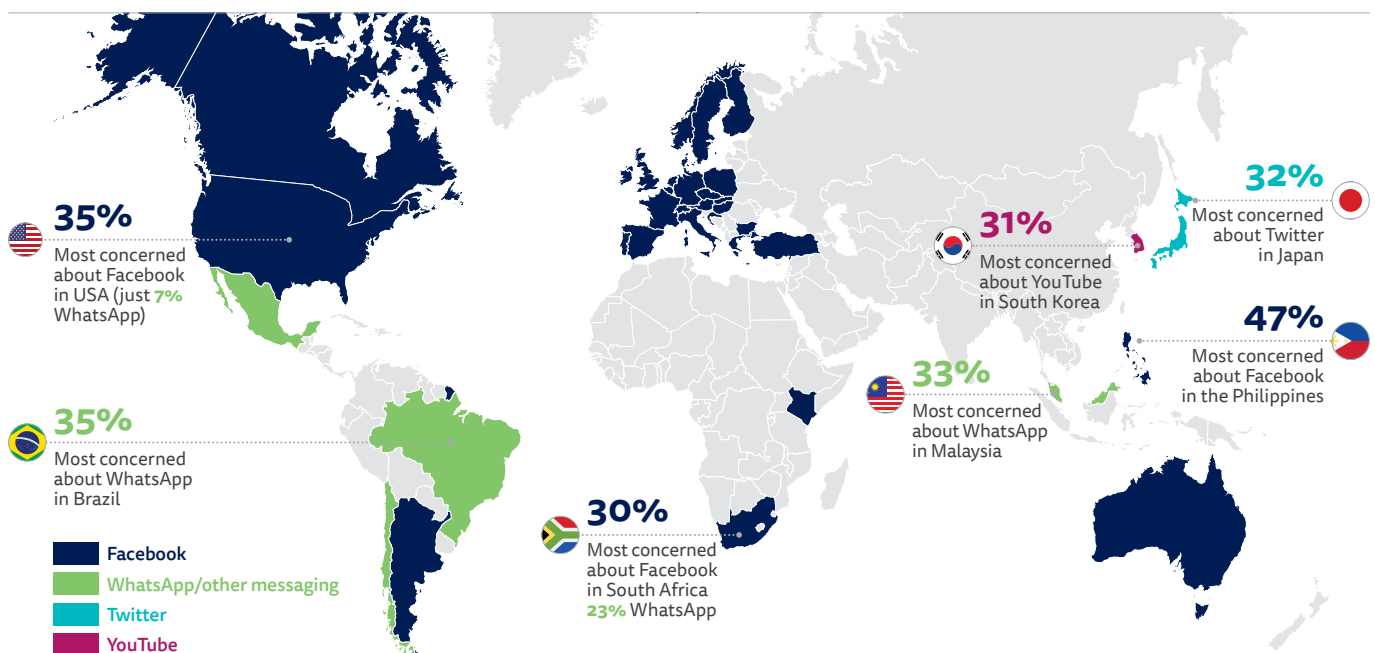 35%
Most concerned
about Facebook
in USA (just 7%
WhatsApp)
35%
Most concerned
about WhatsApp
in Brazil
30%
Most concerned
about Facebook
in South Africa
23% WhatsApp
31%
Most concerned
about YouTube
in South Korea
33%
Most concerned
about WhatsApp
in Malaysia
32%
Most concerned
about Twitter
in Japan
47%
Most concerned
about Facebook
in the Philippines
Facebook
WhatsApp/other messaging
Twitter
YouTube